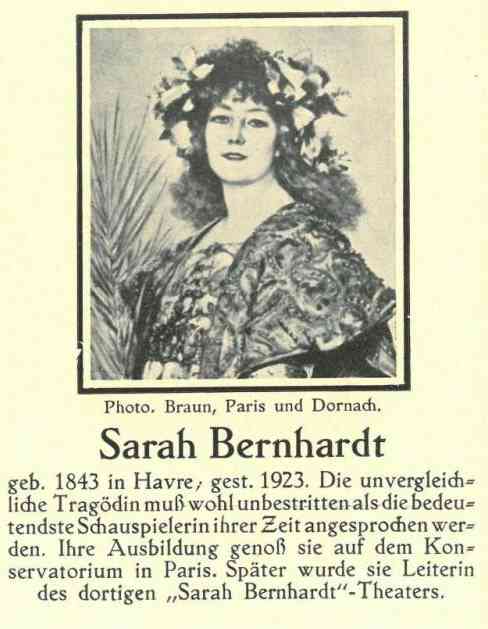 Photo. Braun, Paris und Dornach.
Sarah Bernhardt
geb. 1843 in Havre, gest. 1923. Die unvergleich=
liche Tragödin muß wohl unbestritten als die bedeu=
tendste Schauspielerin ihrer Zeit angesprochen wer=
den. Ihre Ausbildung genoß sie auf dem Kon=
servatorium in Paris. Später wurde sie Leiterin
des dortigen „Sarah Bernhardt“-Theaters.